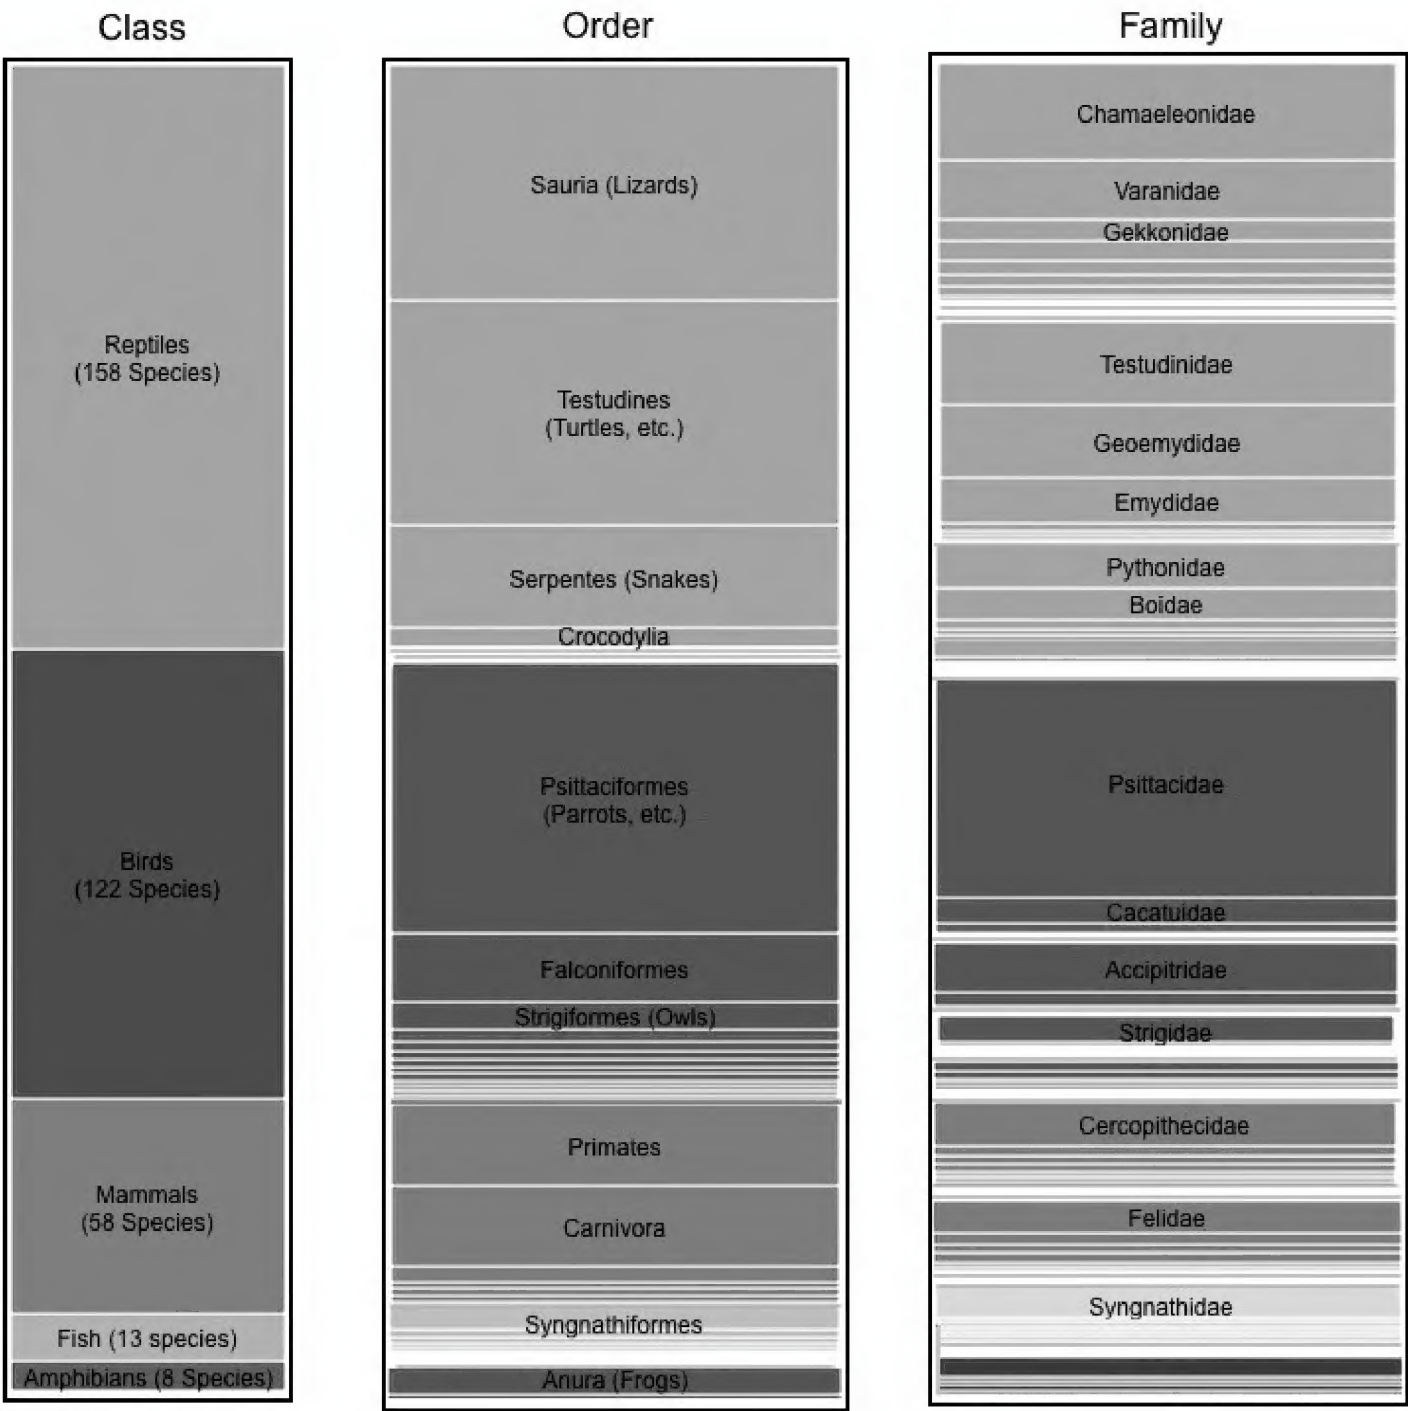 Class
Order
Family
Reptiles
(158 Species)
Birds
(122 Species)
Mammals
(58 Species)
Fish (13 species)
Amphibians (8 Species)
Sauria (Lizards)
Testudines
(Turtles, etc.)
Serpentes (Snakes)
Crocodylia
Psittaciformes
(Parrots, etc.)
Falconiformes
Strigiformes (Owls)
Primates
Carnivora
Syngnathiformes
Anura (Frogs)
Chamaeleonidae
Varanidae
Gekkonidae
Testudinidae
Geoemydidae
Emydidae
Pythonidae
Boidae
Psittacidae
Cacatuidae
Accipitridae
Strigidae
Cercopithecidae
Felidae
Syngnathidae